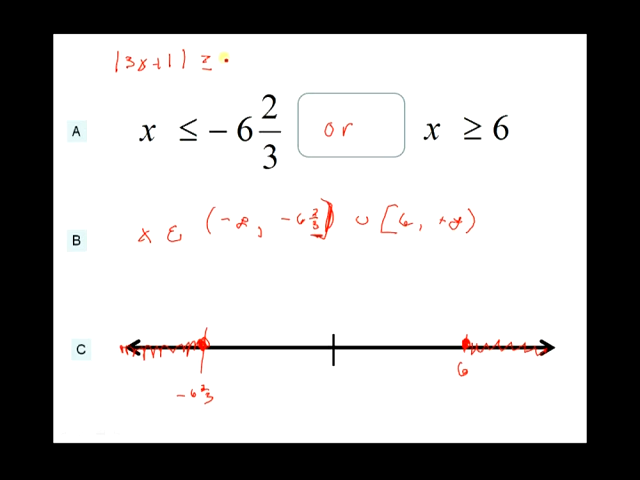 |3x+1| ≥
A x ≤ -6 2/3 or x ≥ 6
B x ∈ (-∞, -6 2/3] ∪ [6, +∞)
C
-6 2/3 6